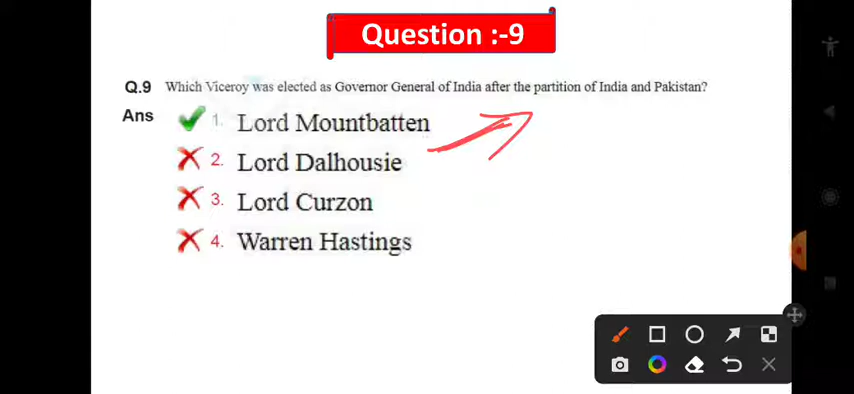 Question :-9
Q.9 Which Viceroy was elected as Governor General of India after the partition of India and Pakistan?
Ans 1. Lord Mountbatten
2. Lord Dalhousie
3. Lord Curzon
4. Warren Hastings